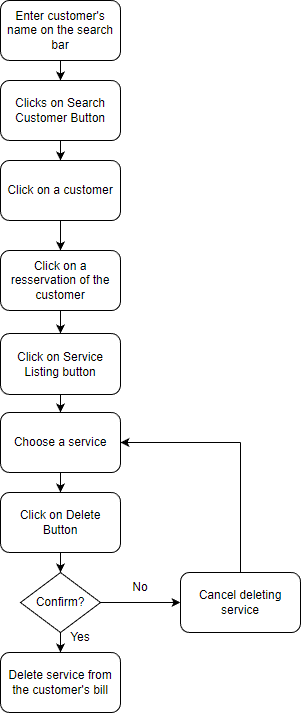 Enter customer's
name on the search
bar
Clicks on Search
Customer Button
Click on a customer
Click on a
resservation of the
customer
Click on Service
Listing button
Choose a service
Click on Delete
Button
Confirm?
No
Cancel deleting
service
Yes
Delete service from
the customer's bill